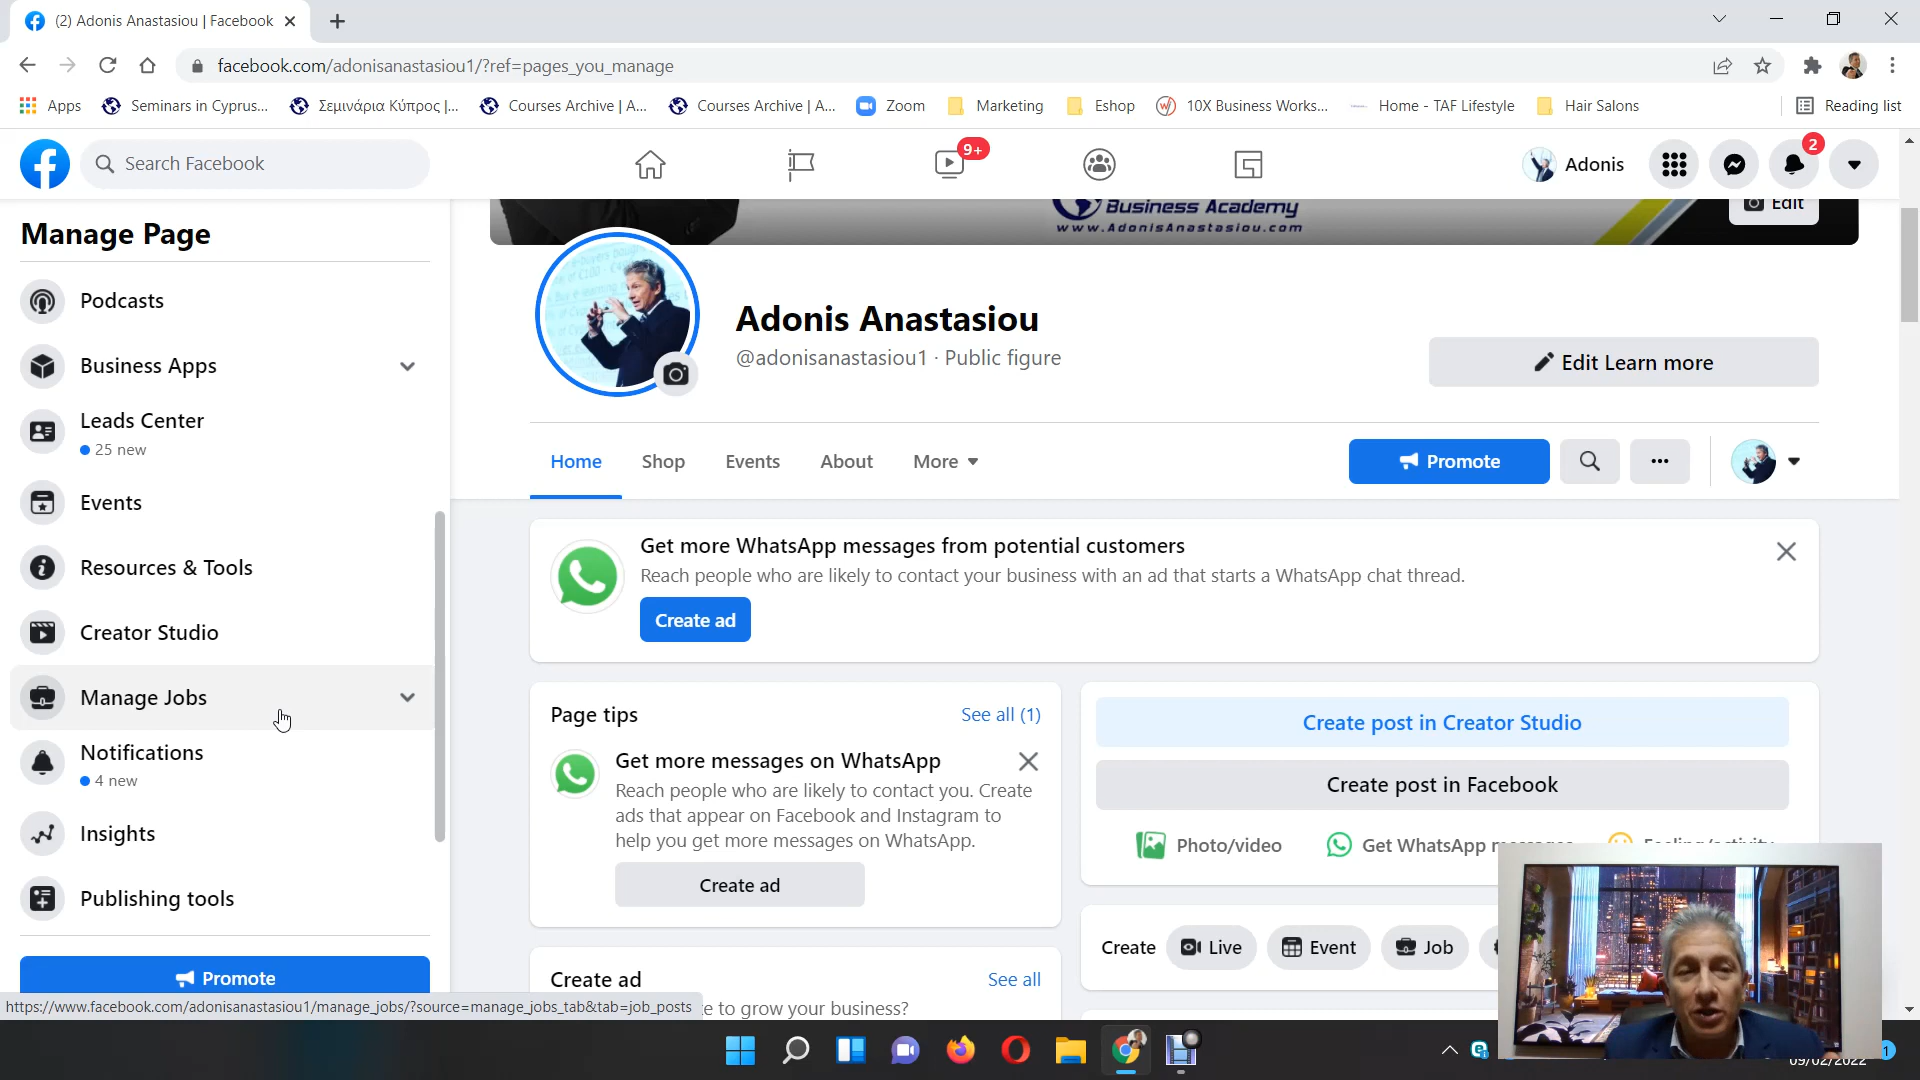 (2) Adonis Anastasiou | Facebook
facebook.com/adonisanastasiou1/?ref=pages_you_manage
Apps
Seminars in Cyprus...
Σεμινάρια Κύπρος |...
Courses Archive | A...
Courses Archive | A...
Zoom
Marketing
Eshop
10X Business Works...
Home - TAF Lifestyle
Hair Salons
Reading list
Search Facebook
9+
Adonis
2
Manage Page
Podcasts
Business Apps
Leads Center
25 new
Events
Resources & Tools
Creator Studio
Manage Jobs
Notifications
4 new
Insights
Publishing tools
Promote
https://www.facebook.com/adonisanastasiou1/manage_jobs/?source=manage_jobs_tab&tab=job_posts
Business Academy
www.AdonisAnastasiou.com
Edit
Adonis Anastasiou
@adonisanastasiou1 · Public figure
Edit Learn more
Home
Shop
Events
About
More
Promote
Get more WhatsApp messages from potential customers
Reach people who are likely to contact your business with an ad that starts a WhatsApp chat thread.
Create ad
Page tips
See all (1)
Get more messages on WhatsApp
Reach people who are likely to contact you. Create
ads that appear on Facebook and Instagram to
help you get more messages on WhatsApp.
Create ad
Create ad
See all
to grow your business?
Create post in Creator Studio
Create post in Facebook
Photo/video
Get WhatsApp messages
Feeling/activity
Create
Live
Event
Job
09/02/2022
1